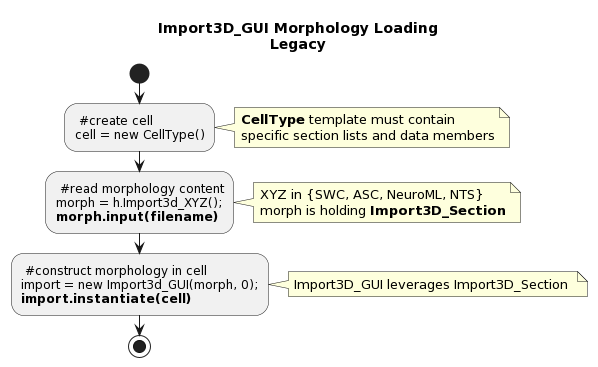 Import3D_GUI Morphology Loading
Legacy
#create cell
cell = new CellType()
CellType template must contain
specific section lists and data members
#read morphology content
morph = h.Import3d_XYZ();
morph.input(filename)
XYZ in {SWC, ASC, NeuroML, NTS}
morph is holding Import3D_Section
#construct morphology in cell
import = new Import3d_GUI(morph, 0);
import.instantiate(cell)
Import3D_GUI leverages Import3D_Section